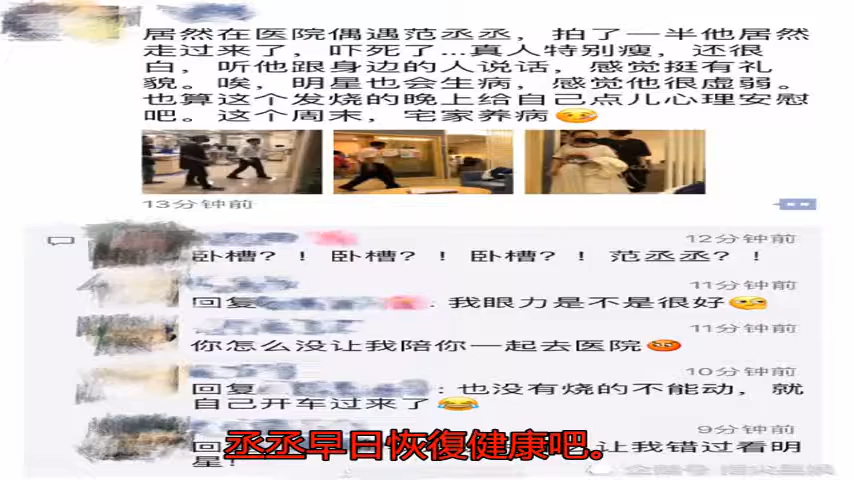 居然在医院偶遇范丞丞，拍了一半他居然
走过来了，吓死了...真人特别瘦，还很
白，听他跟身边的人说话，感觉挺有礼
貌。唉，明星也会生病，感觉他很虚弱。
也算这个发烧的晚上给自己点儿心理安慰
吧。这个周末，宅家养病
13分钟前
12分钟前
卧槽？！卧槽？！卧槽？！范丞丞？！
11分钟前
回复 : 我眼力是不是很好
11分钟前
你怎么没让我陪你一起去医院
10分钟前
回复 : 也没有烧的不能动，就
自己开车过来了
9分钟前
回 让我错过看明
星！
丞丞早日恢復健康吧。